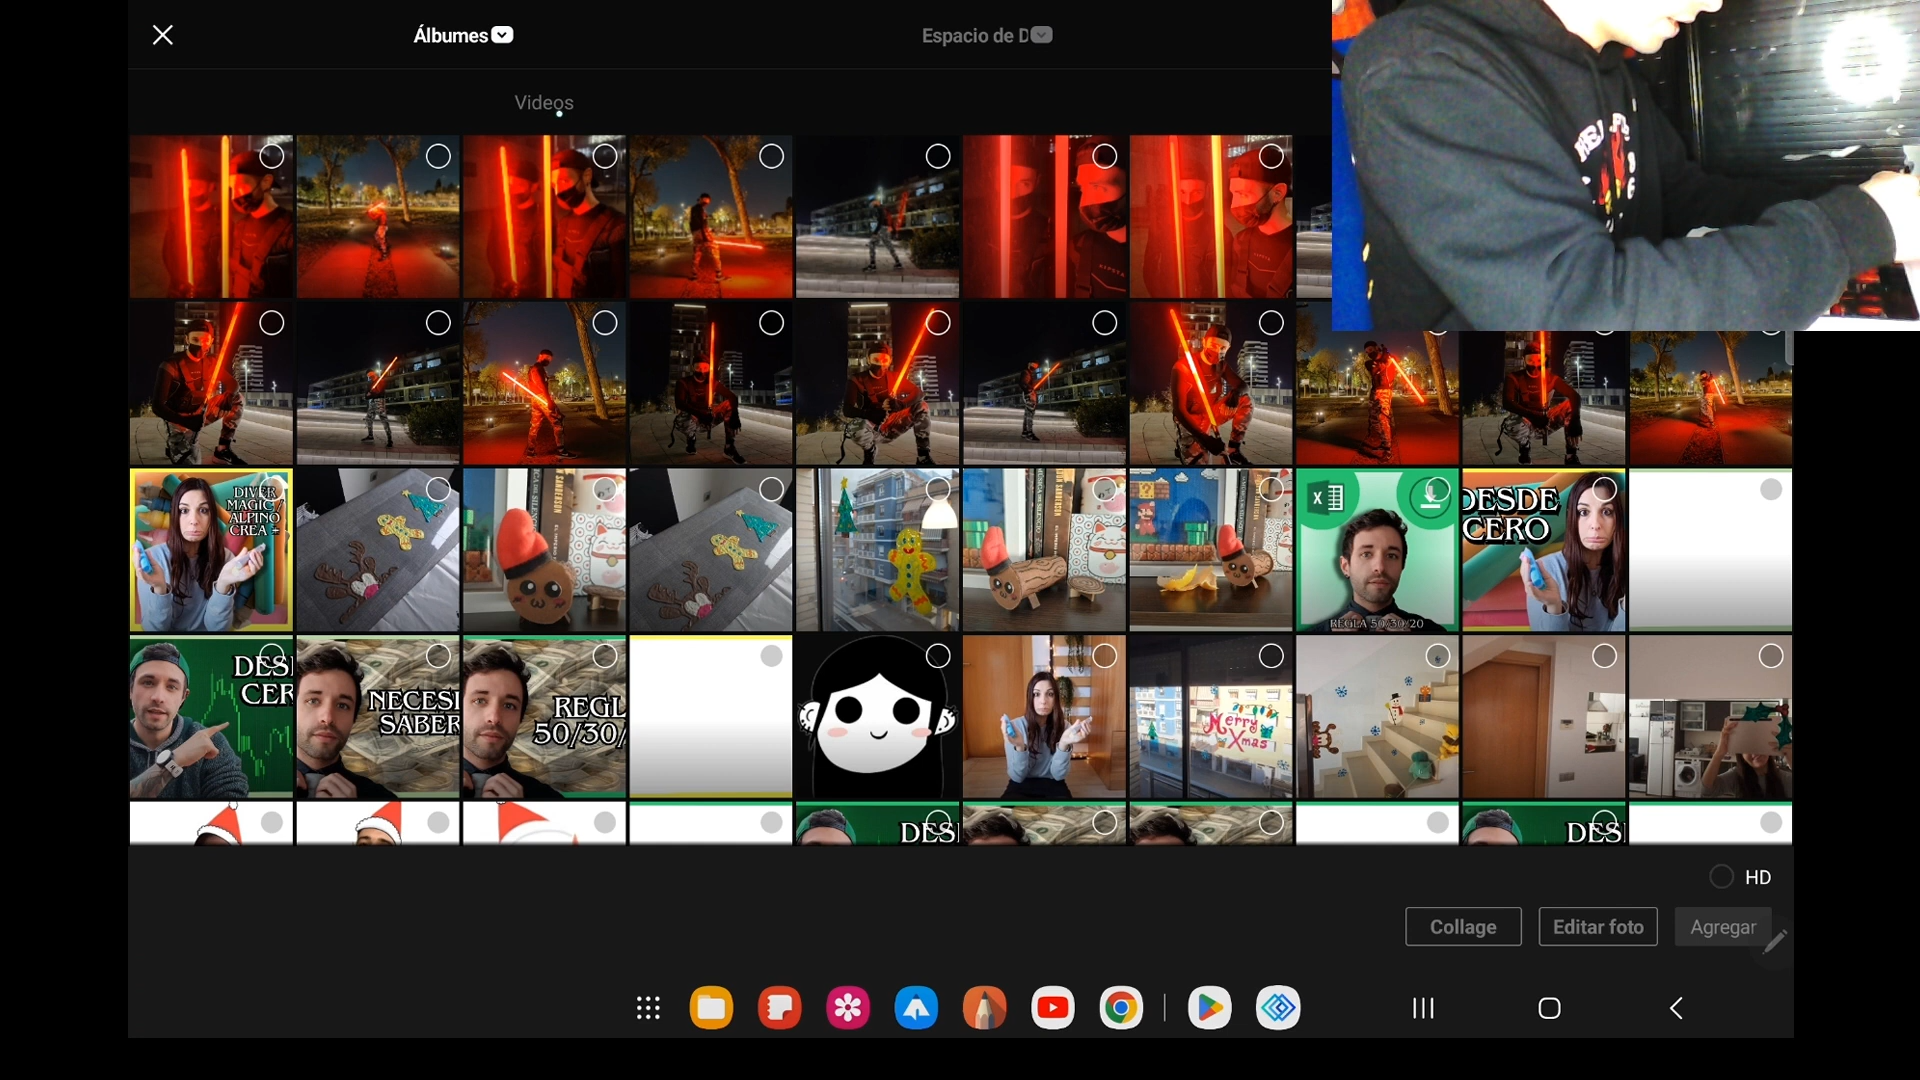 Álbumes
Espacio de D
Videos
DIVER
MAGIC /
ALPINO
CREA +
REGLA 50/30/20
DESDE
CERO
DESI
CER
NECESI
SABER
REGL
50/30/
Merry
Xmas
DES
DES
HD
Collage
Editar foto
Agregar